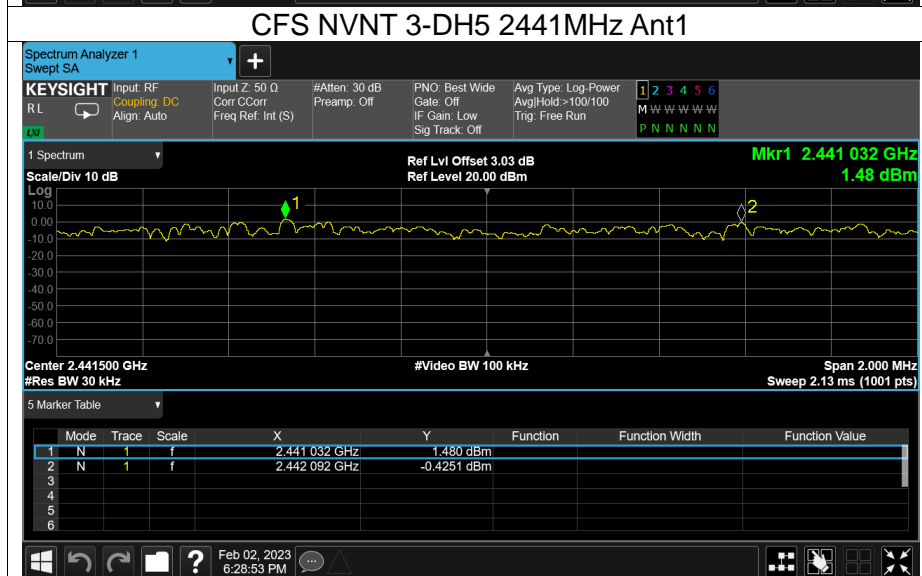 CFS NVNT 3-DH5 2441MHz Ant1
Spectrum Analyzer 1
Swept SA
+
KEYSIGHT Input: RF Input Z: 50 Ω #Atten: 30 dB PNO: Best Wide Avg Type: Log-Power 1 2 3 4 5 6
RL Coupling: DC Corr CCorr Preamp: Off Gate: Off Avg|Hold:>100/100 M W W W W W
Align: Auto Freq Ref: Int (S) IF Gain: Low Trig: Free Run
LXI Sig Track: Off P N N N N N
1 Spectrum Ref Lvl Offset 3.03 dB Mkr1 2.441 032 GHz
Scale/Div 10 dB Ref Level 20.00 dBm 1.48 dBm
Log
10.0
0.00
-10.0
-20.0
-30.0
-40.0
-50.0
-60.0
-70.0
1
2
Center 2.441500 GHz #Video BW 100 kHz Span 2.000 MHz
#Res BW 30 kHz Sweep 2.13 ms (1001 pts)
5 Marker Table
Mode Trace Scale X Y Function Function Width Function Value
1 N 1 f 2.441 032 GHz 1.480 dBm
2 N 1 f 2.442 092 GHz -0.4251 dBm
3
4
5
6
? Feb 02, 2023
6:28:53 PM